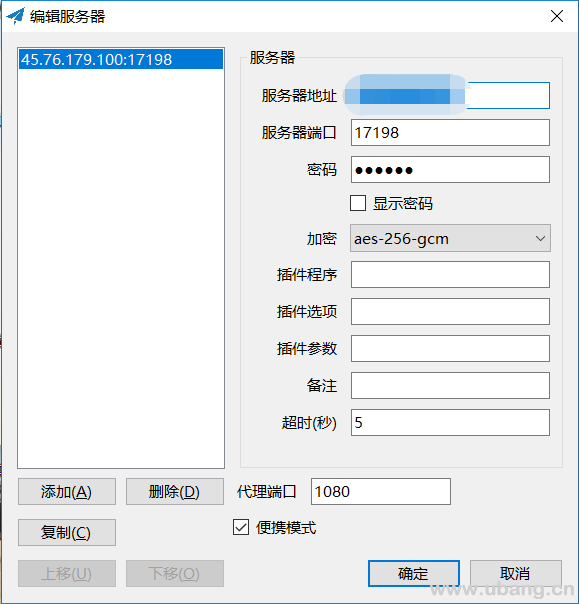 编辑服务器
45.76.179.100:17198
服务器
服务器地址
服务器端口 17198
密码 ●●●●●●
显示密码
加密 aes-256-gcm
插件程序
插件选项
插件参数
备注
超时(秒) 5
添加(A) 删除(D) 代理端口 1080
复制(C) 便携模式
上移(U) 下移(O) 确定 取消
www.ubang.cn